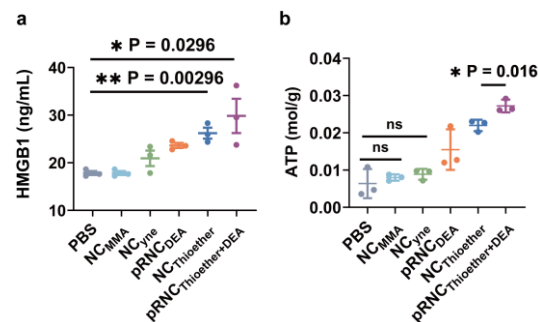 a
* P = 0.0296
** P = 0.00296
HMGB1 (ng/mL)
40
30
20
10
PBS
NCMMA
NCyne
pRNCDEA
NCThioether
pRNCThioether+DEA
b
* P = 0.016
ns
ns
ATP (mol/g)
0.04
0.03
0.02
0.01
0.00
PBS
NCMMA
NCyne
pRNCDEA
NCThioether
pRNCThioether+DEA